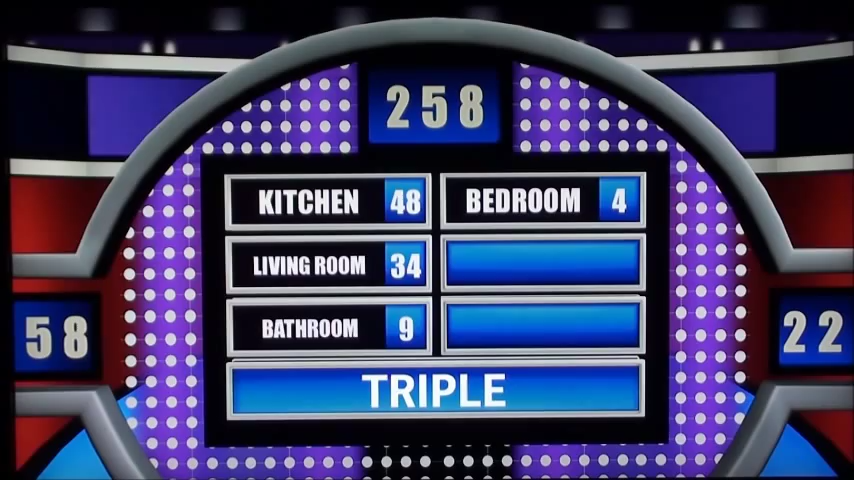 258
KITCHEN 48
BEDROOM 4
LIVING ROOM 34
BATHROOM 9
58
22
TRIPLE